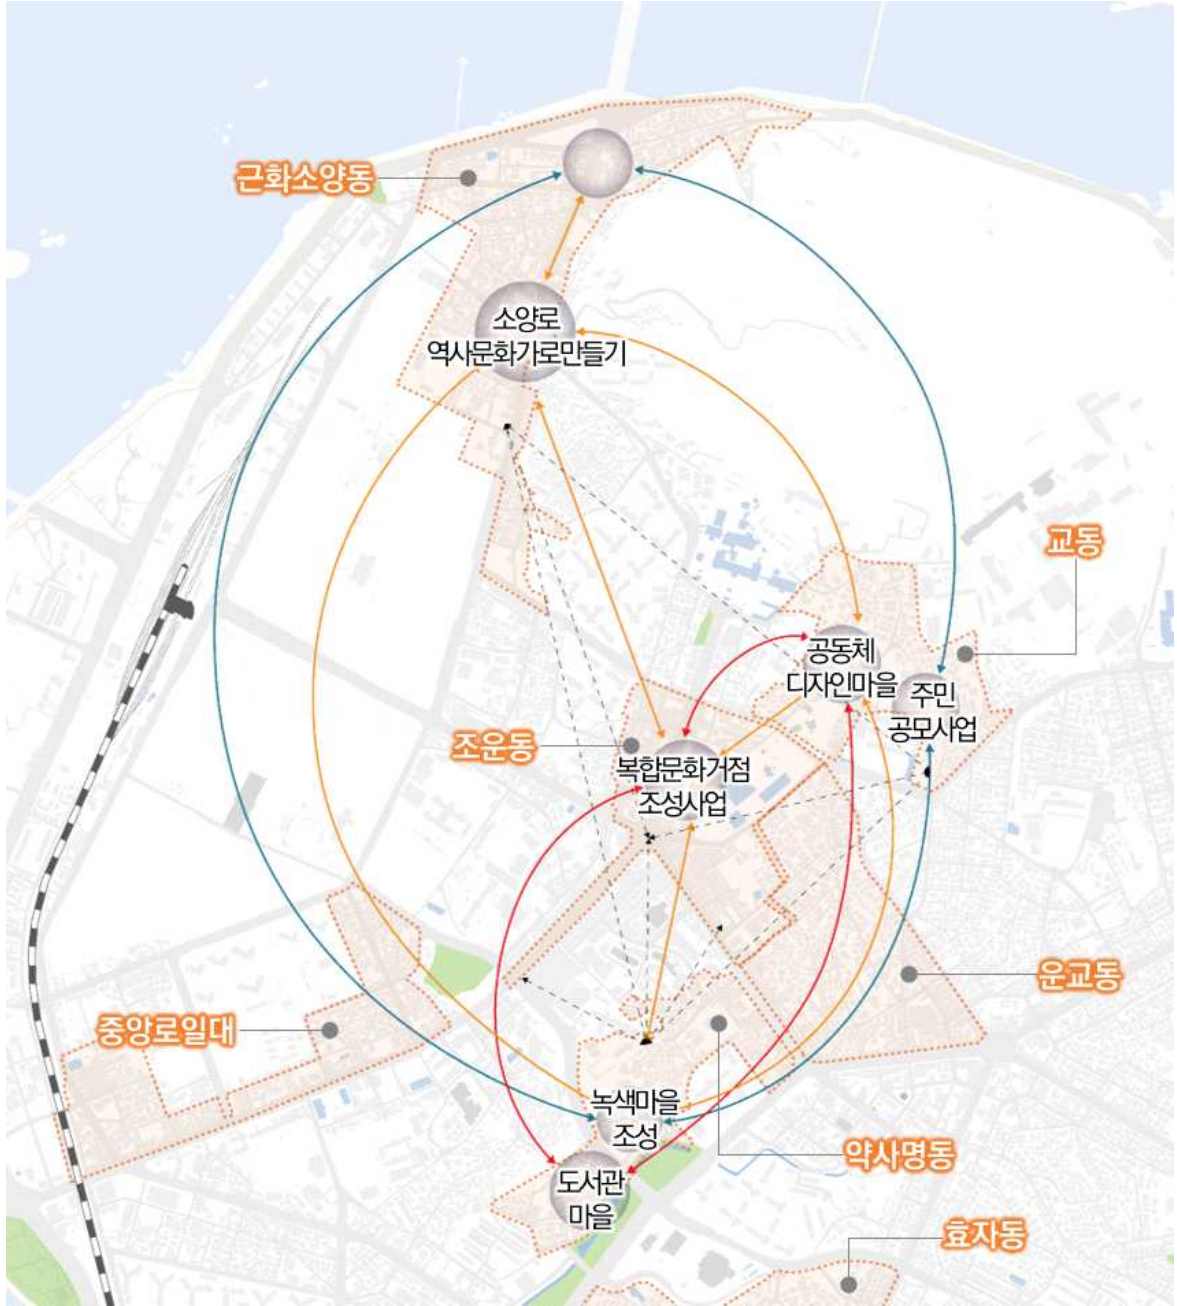 근화소양동
소양로
역사문화가로만들기
교동
공동체
디자인마을
주민
공모사업
조운동
복합문화거점
조성사업
운교동
중앙로일대
녹색마을
조성
약사명동
도서관
마을
효자동